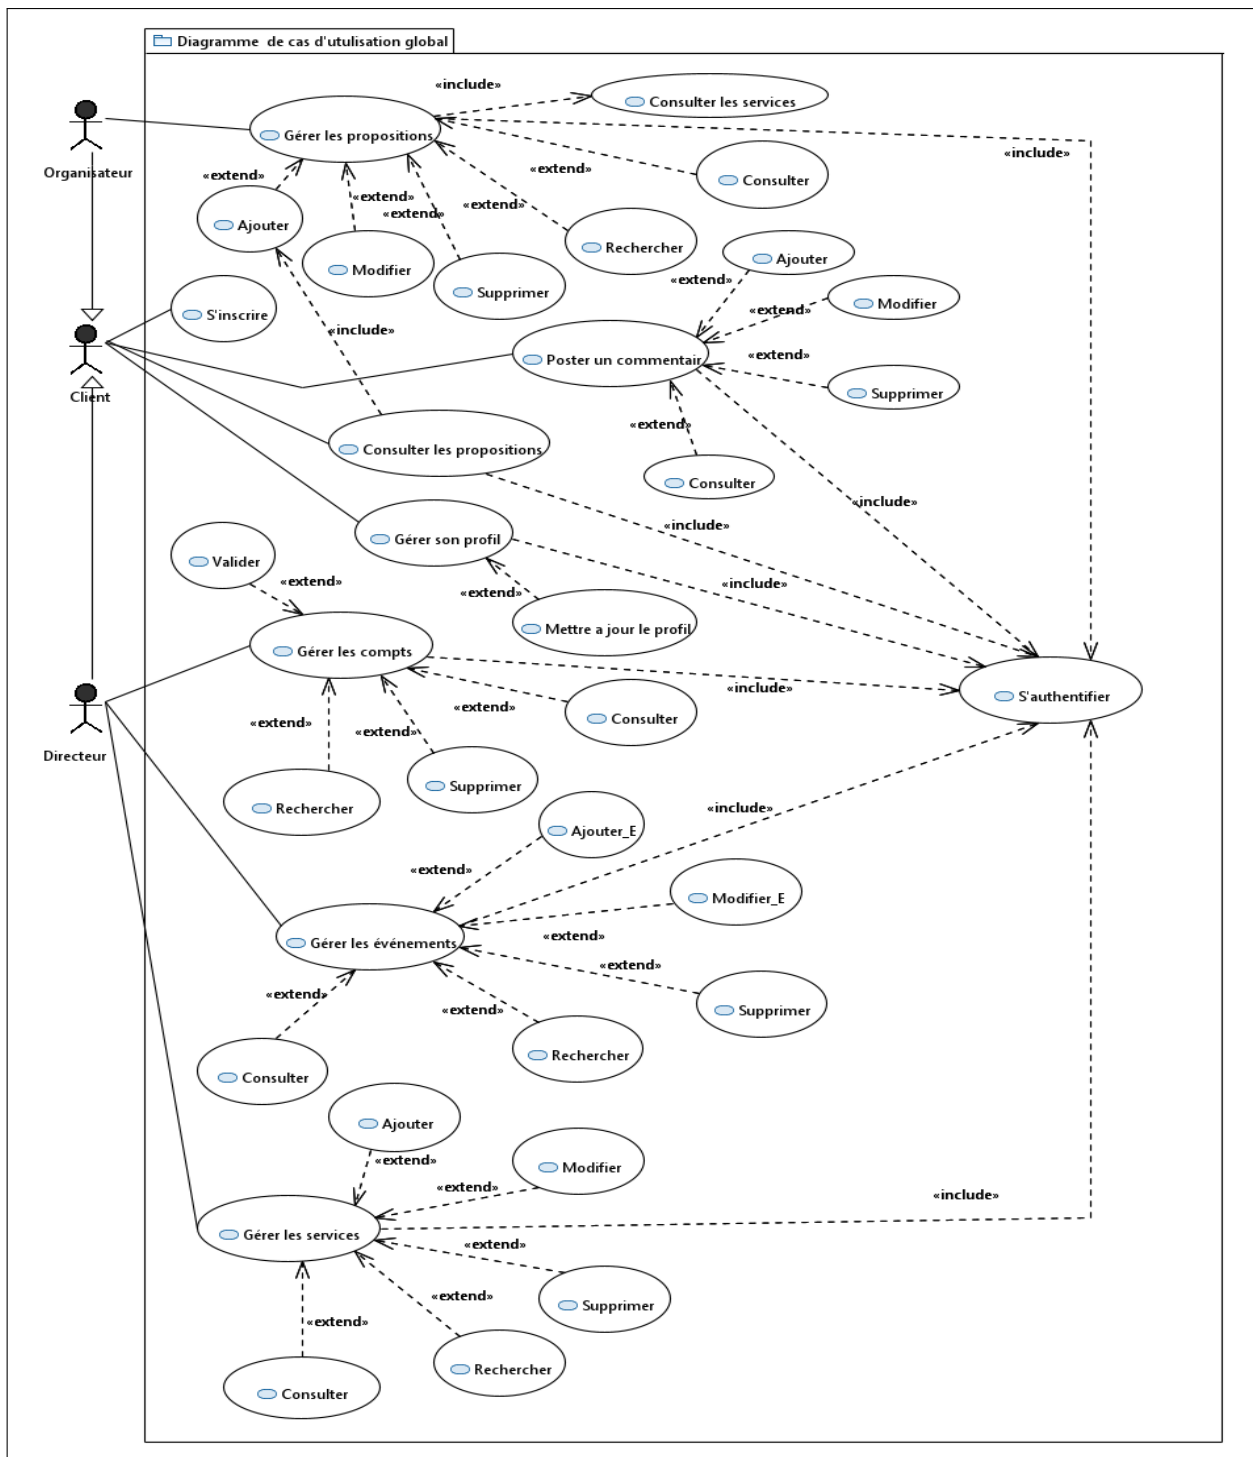 Diagramme  de cas d'utulisation global
«include»
Consulter les services
Gérer les propositions
«include»
Organisateur
«extend»
«extend»
Consulter
«extend»
«extend»
«extend»
Ajouter
Rechercher
Ajouter
Modifier
«extend»
Supprimer
Modifier
«extend»
S'inscrire
«include»
«extend»
Poster un commentair
Client
Supprimer
«extend»
Consulter les propositions
Consulter
«include»
«include»
Gérer son profil
Valider
«extend»
«include»
«extend»
Mettre a jour le profil
Gérer les compts
«include»
S'authentifier
«extend»
Consulter
«extend»
«extend»
Directeur
Supprimer
Rechercher
«include»
Ajouter_E
«extend»
Modifier_E
«extend»
Gérer les événements
«extend»
«extend»
«extend»
Supprimer
Rechercher
Consulter
Ajouter
«extend»
Modifier
«extend»
«include»
Gérer les services
«extend»
«extend»
Supprimer
«extend»
Rechercher
Consulter